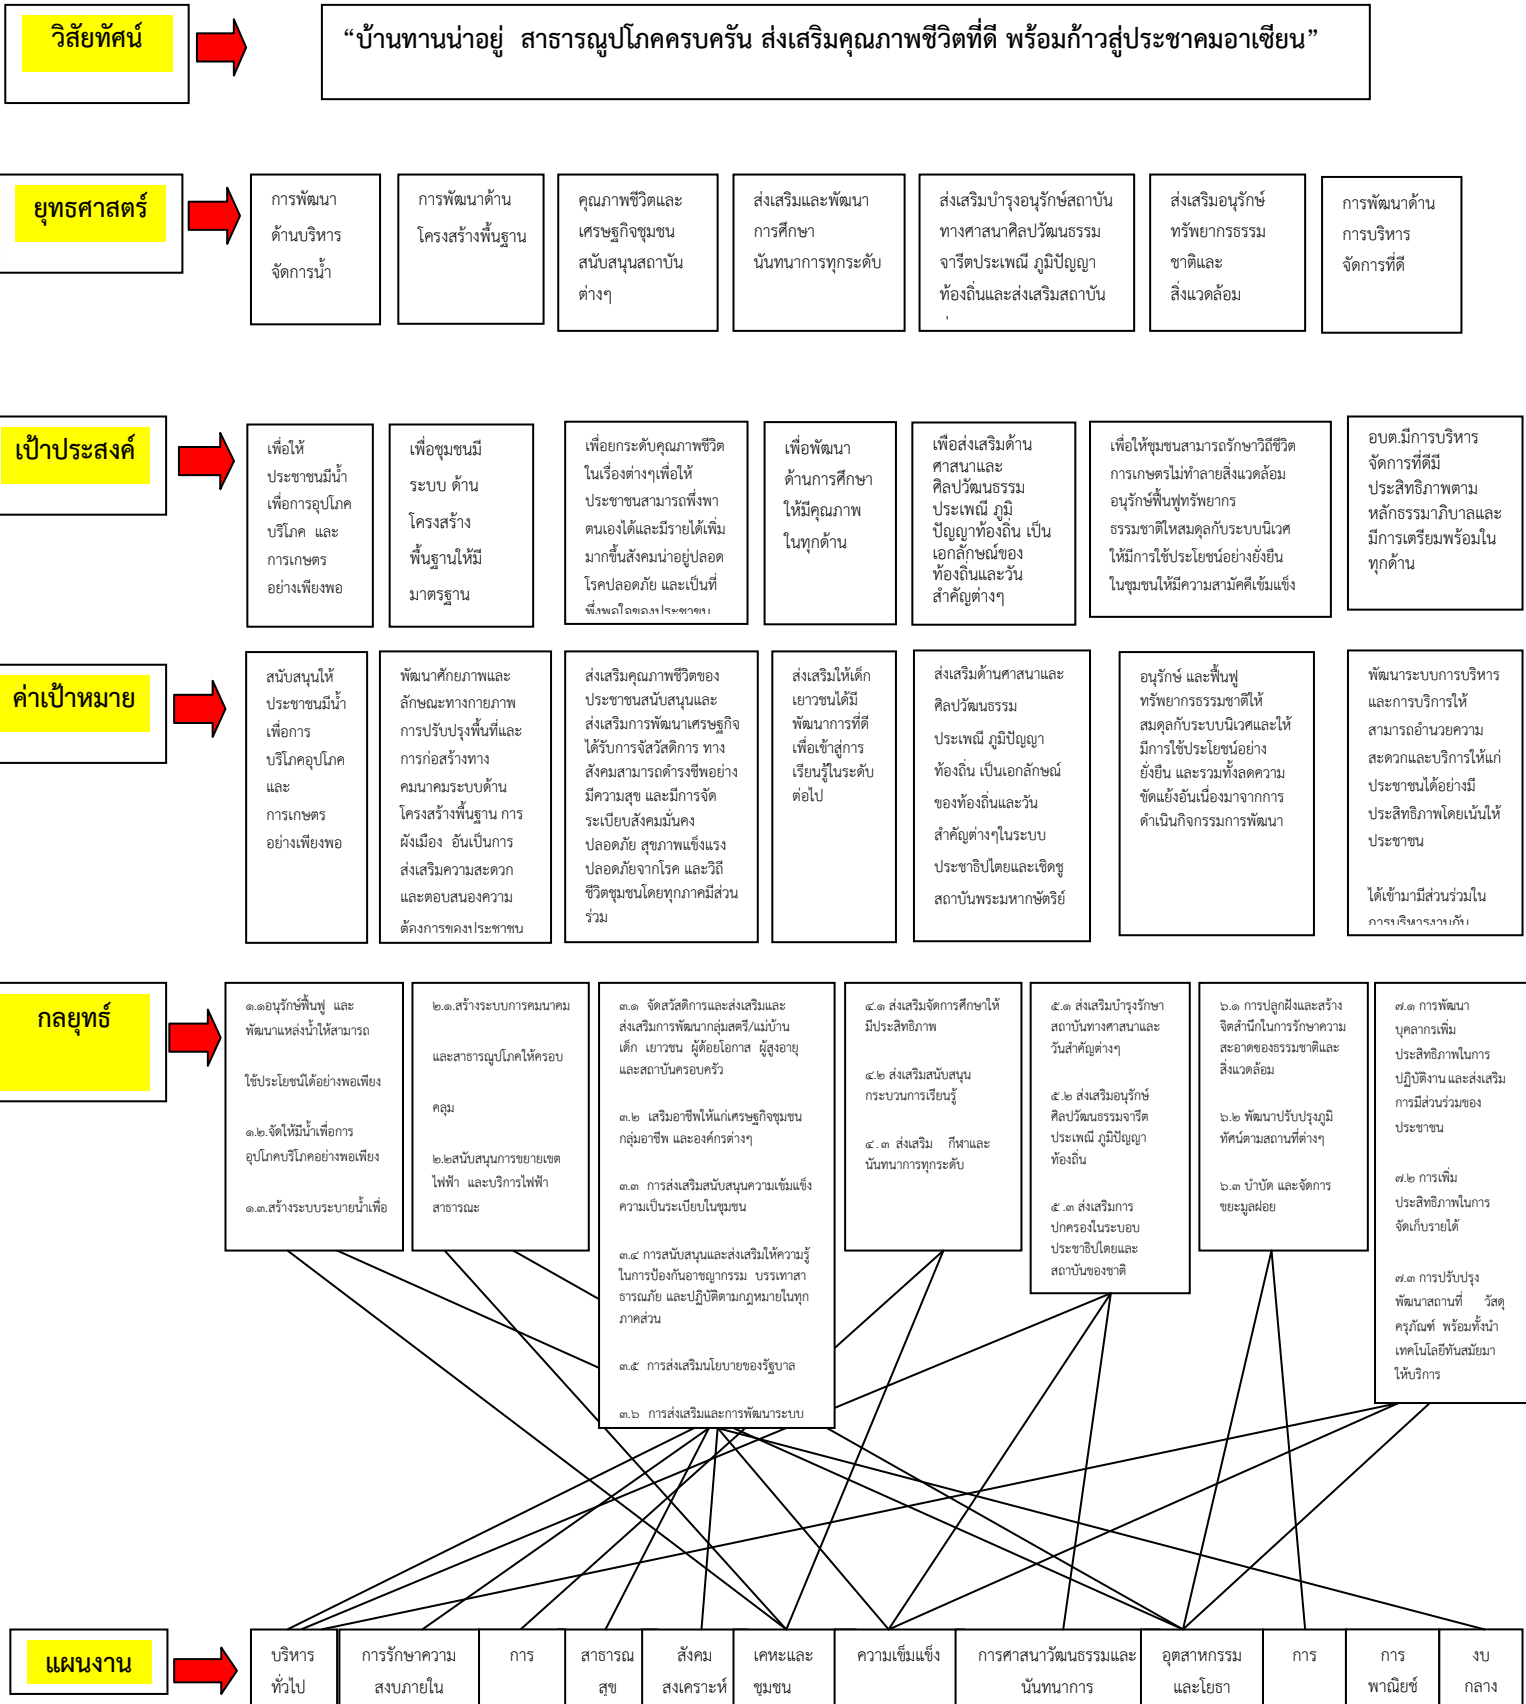 วิสัยทัศน์
“บ้านทานน่าอยู่ สาธารณูปโภคครบครัน ส่งเสริมคุณภาพชีวิตที่ดี พร้อมก้าวสู่ประชาคมอาเซียน”
ยุทธศาสตร์
การพัฒนา
ด้านบริหาร
จัดการน้ำ
การพัฒนาด้าน
โครงสร้างพื้นฐาน
คุณภาพชีวิตและ
เศรษฐกิจชุมชน
สนับสนุนสถาบัน
ต่างๆ
ส่งเสริมและพัฒนา
การศึกษา
นันทนาการทุกระดับ
ส่งเสริมบำรุงอนุรักษ์สถาบัน
ทางศาสนาศิลปวัฒนธรรม
จารีตประเพณี ภูมิปัญญา
ท้องถิ่นและส่งเสริมสถาบัน
ส่งเสริมอนุรักษ์
ทรัพยากรธรรม
ชาติและ
สิ่งแวดล้อม
การพัฒนาด้าน
การบริหาร
จัดการที่ดี
เป้าประสงค์
เพื่อให้
ประชาชนมีน้ำ
เพื่อการอุปโภค
บริโภค และ
การเกษตร
อย่างเพียงพอ
เพื่อชุมชนมี
ระบบ ด้าน
โครงสร้าง
พื้นฐานให้มี
มาตรฐาน
เพื่อยกระดับคุณภาพชีวิต
ในเรื่องต่างๆเพื่อให้
ประชาชนสามารถพึ่งพา
ตนเองได้และมีรายได้เพิ่ม
มากขึ้นสังคมน่าอยู่ปลอด
โรคปลอดภัย และเป็นที่
พึงพอใจของประชาชน
เพื่อพัฒนา
ด้านการศึกษา
ให้มีคุณภาพ
ในทุกด้าน
เพื่อส่งเสริมด้าน
ศาสนาและ
ศิลปวัฒนธรรม
ประเพณี ภูมิ
ปัญญาท้องถิ่น เป็น
เอกลักษณ์ของ
ท้องถิ่นและวัน
สำคัญต่างๆ
เพื่อให้ชุมชนสามารถรักษาวิถีชีวิต
การเกษตรไม่ทำลายสิ่งแวดล้อม
อนุรักษ์ฟื้นฟูทรัพยากร
ธรรมชาติใหสมดุลกับระบบนิเวศ
ให้มีการใช้ประโยชน์อย่างยั่งยืน
ในชุมชนให้มีความสามัคคีเข้มแข็ง
อบต.มีการบริหาร
จัดการที่ดีมี
ประสิทธิภาพตาม
หลักธรรมาภิบาลและ
มีการเตรียมพร้อมใน
ทุกด้าน
ค่าเป้าหมาย
สนับสนุนให้
ประชาชนมีน้ำ
เพื่อการ
บริโภคอุปโภค
และ
การเกษตร
อย่างเพียงพอ
พัฒนาศักยภาพและ
ลักษณะทางกายภาพ
การปรับปรุงพื้นที่และ
การก่อสร้างทาง
คมนาคมระบบด้าน
โครงสร้างพื้นฐาน การ
ผังเมือง อันเป็นการ
ส่งเสริมความสะดวก
และตอบสนองความ
ต้องการของประชาชน
ส่งเสริมคุณภาพชีวิตของ
ประชาชนสนับสนุนและ
ส่งเสริมการพัฒนาเศรษฐกิจ
ได้รับการจัสวัสดิการ ทาง
สังคมสามารถดำรงชีพอย่าง
มีความสุข และมีการจัด
ระเบียบสังคมมั่นคง
ปลอดภัย สุขภาพแข็งแรง
ปลอดภัยจากโรค และวิถี
ชีวิตชุมชนโดยทุกภาคมีส่วน
ร่วม
ส่งเสริมให้เด็ก
เยาวชนได้มี
พัฒนาการที่ดี
เพื่อเข้าสู่การ
เรียนรู้ในระดับ
ต่อไป
ส่งเสริมด้านศาสนาและ
ศิลปวัฒนธรรม
ประเพณี ภูมิปัญญา
ท้องถิ่น เป็นเอกลักษณ์
ของท้องถิ่นและวัน
สำคัญต่างๆในระบบ
ประชาธิปไตยและเชิดชู
สถาบันพระมหากษัตริย์
อนุรักษ์ และฟื้นฟู
ทรัพยากรธรรมชาติให้
สมดุลกับระบบนิเวศและให้
มีการใช้ประโยชน์อย่าง
ยั่งยืน และรวมทั้งลดความ
ขัดแย้งอันเนื่องมาจากการ
ดำเนินกิจกรรมการพัฒนา
พัฒนาระบบการบริหาร
และการบริการให้
สามารถอำนวยความ
สะดวกและบริการให้แก่
ประชาชนได้อย่างมี
ประสิทธิภาพโดยเน้นให้
ประชาชน
ได้เข้ามามีส่วนร่วมใน
การบริหารงานกับ
กลยุทธ์
๑.๑อนุรักษ์ฟื้นฟู และ
พัฒนาแหล่งน้ำให้สามารถ
ใช้ประโยชน์ได้อย่างพอเพียง
๑.๒.จัดให้มีน้ำเพื่อการ
อุปโภคบริโภคอย่างพอเพียง
๑.๓.สร้างระบบระบายน้ำเพื่อ
๒.๑.สร้างระบบการคมนาคม
และสาธารณูปโภคให้ครอบ
คลุม
๒.๒สนับสนุนการขยายเขต
ไฟฟ้า และบริการไฟฟ้า
สาธารณะ
๓.๑ จัดสวัสดิการและส่งเสริมและ
ส่งเสริมการพัฒนากลุ่มสตรี/แม่บ้าน
เด็ก เยาวชน ผู้ด้อยโอกาส ผู้สูงอายุ
และสถาบันครอบครัว
๓.๒ เสริมอาชีพให้แก่เศรษฐกิจชุมชน
กลุ่มอาชีพ และองค์กรต่างๆ
๓.๓ การส่งเสริมสนับสนุนความเข้มแข็ง
ความเป็นระเบียบในชุมชน
๓.๔ การสนับสนุนและส่งเสริมให้ความรู้
ในการป้องกันอาชญากรรม บรรเทาสา
ธารณภัย และปฏิบัติตามกฎหมายในทุก
ภาคส่วน
๓.๕ การส่งเสริมนโยบายของรัฐบาล
๓.๖ การส่งเสริมและการพัฒนาระบบ
๔.๑ ส่งเสริมจัดการศึกษาให้
มีประสิทธิภาพ
๔.๒ ส่งเสริมสนับสนุน
กระบวนการเรียนรู้
๔.๓ ส่งเสริม กีฬาและ
นันทนาการทุกระดับ
๕.๑ ส่งเสริมบำรุงรักษา
สถาบันทางศาสนาและ
วันสำคัญต่างๆ
๕.๒ ส่งเสริมอนุรักษ์
ศิลปวัฒนธรรมจารีต
ประเพณี ภูมิปัญญา
ท้องถิ่น
๕.๓ ส่งเสริมการ
ปกครองในระบอบ
ประชาธิปไตยและ
สถาบันของชาติ
๖.๑ การปลูกฝังและสร้าง
จิตสำนึกในการรักษาความ
สะอาดของธรรมชาติและ
สิ่งแวดล้อม
๖.๒ พัฒนาปรับปรุงภูมิ
ทัศน์ตามสถานที่ต่างๆ
๖.๓ บำบัด และจัดการ
ขยะมูลฝอย
๗.๑ การพัฒนา
บุคลากรเพิ่ม
ประสิทธิภาพในการ
ปฏิบัติงาน และส่งเสริม
การมีส่วนร่วมของ
ประชาชน
๗.๒ การเพิ่ม
ประสิทธิภาพในการ
จัดเก็บรายได้
๗.๓ การปรับปรุง
พัฒนาสถานที่ วัสดุ
ครุภัณฑ์ พร้อมทั้งนำ
เทคโนโลยีทันสมัยมา
ให้บริการ
แผนงาน
บริหาร
ทั่วไป
การรักษาความ
สงบภายใน
การ
สาธารณ
สุข
สังคม
สงเคราะห์
เคหะและ
ชุมชน
ความเข็มแข็ง
การศาสนาวัฒนธรรมและ
นันทนาการ
อุตสาหกรรม
และโยธา
การ
การ
พาณิยช์
งบ
กลาง